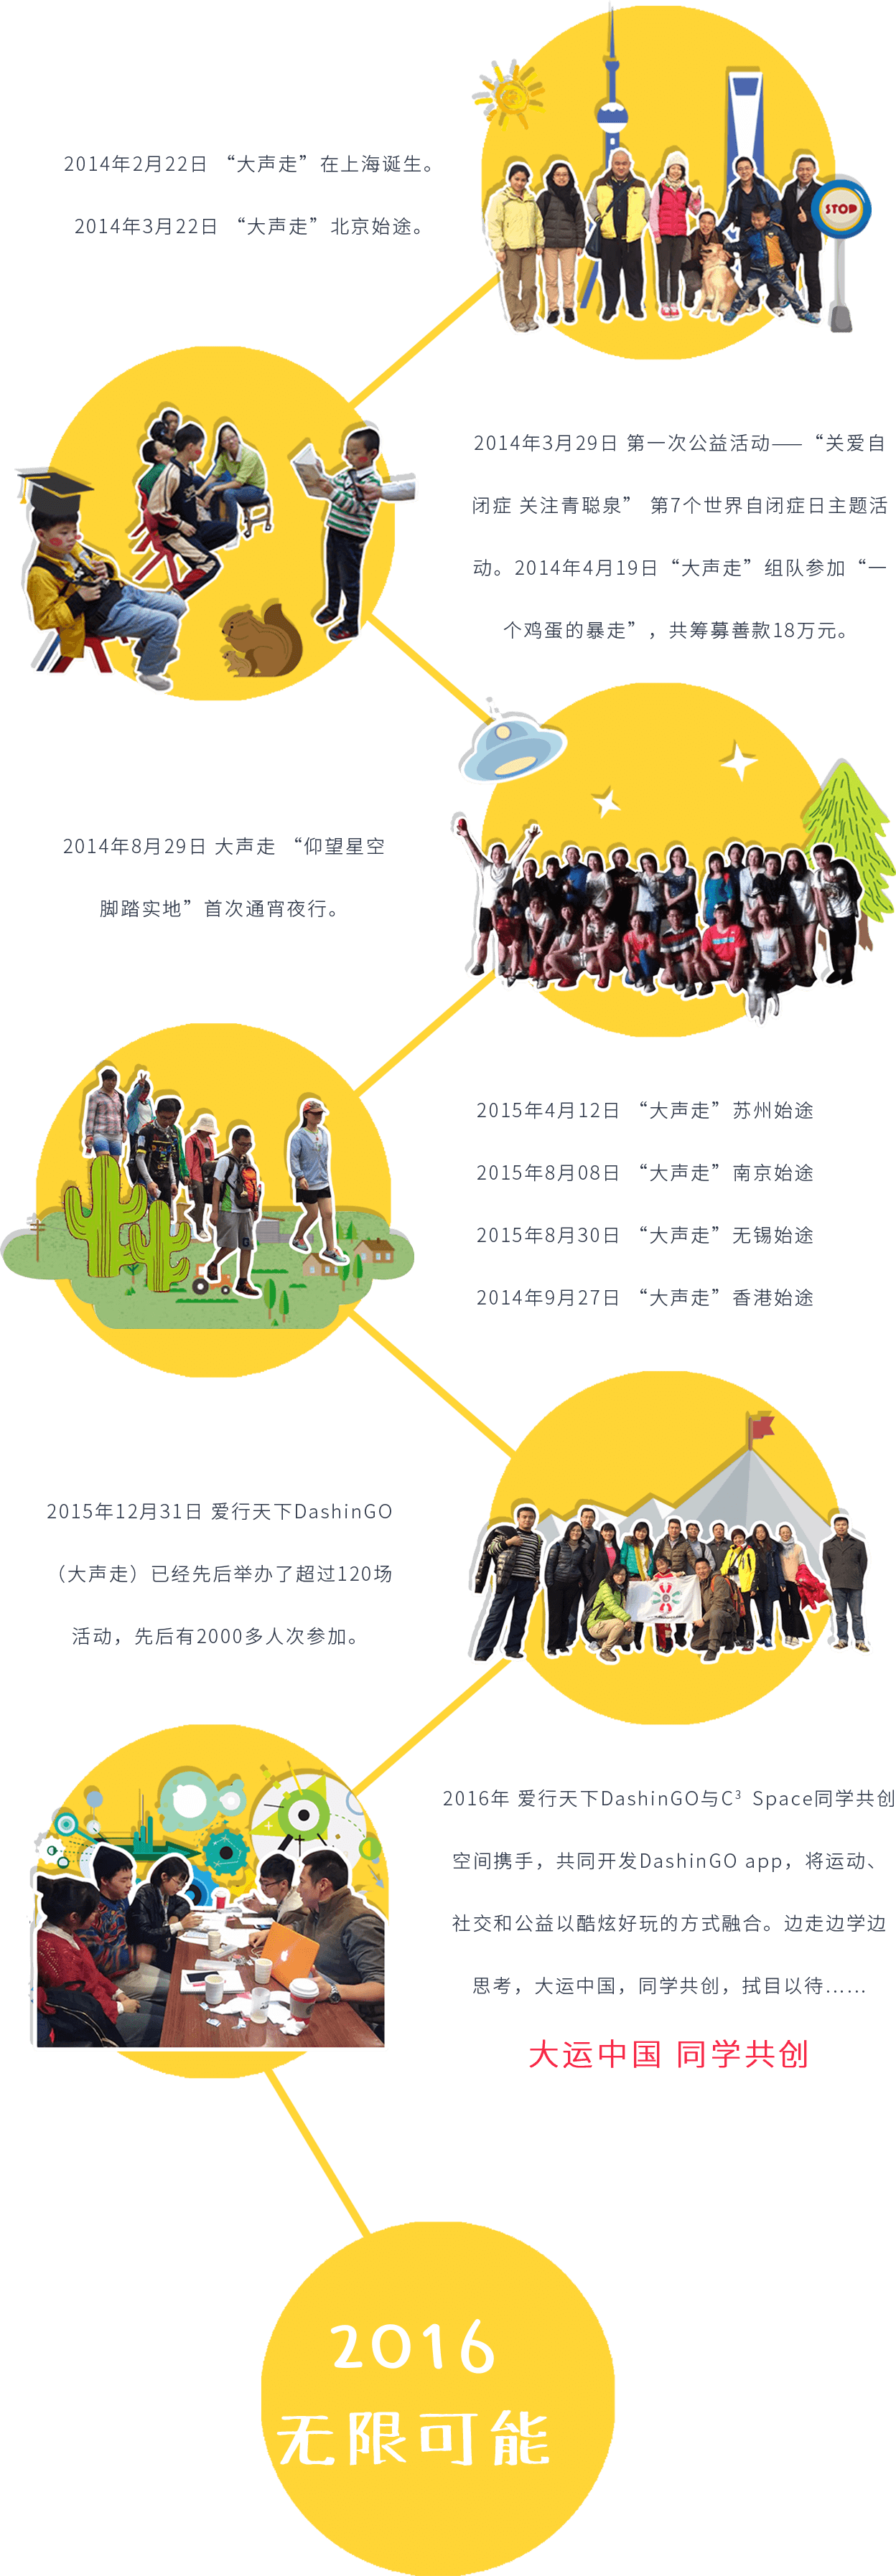 2014年2月22日 “大声走”在上海诞生。
2014年3月22日 “大声走”北京始途。
STOP
2014年3月29日 第一次公益活动——“关爱自
闭症 关注青聪泉” 第7个世界自闭症日主题活
动。2014年4月19日“大声走”组队参加“一
个鸡蛋的暴走”，共筹募善款18万元。
2014年8月29日 大声走 “仰望星空
脚踏实地”首次通宵夜行。
2015年4月12日 “大声走”苏州始途
2015年8月08日 “大声走”南京始途
2015年8月30日 “大声走”无锡始途
2014年9月27日 “大声走”香港始途
2015年12月31日 爱行天下DashinGO
（大声走）已经先后举办了超过120场
活动，先后有2000多人次参加。
2016年 爱行天下DashinGO与C³ Space同学共创
空间携手，共同开发DashinGO app，将运动、
社交和公益以酷炫好玩的方式融合。边走边学边
思考，大运中国，同学共创，拭目以待……
大运中国 同学共创
2016
无限可能